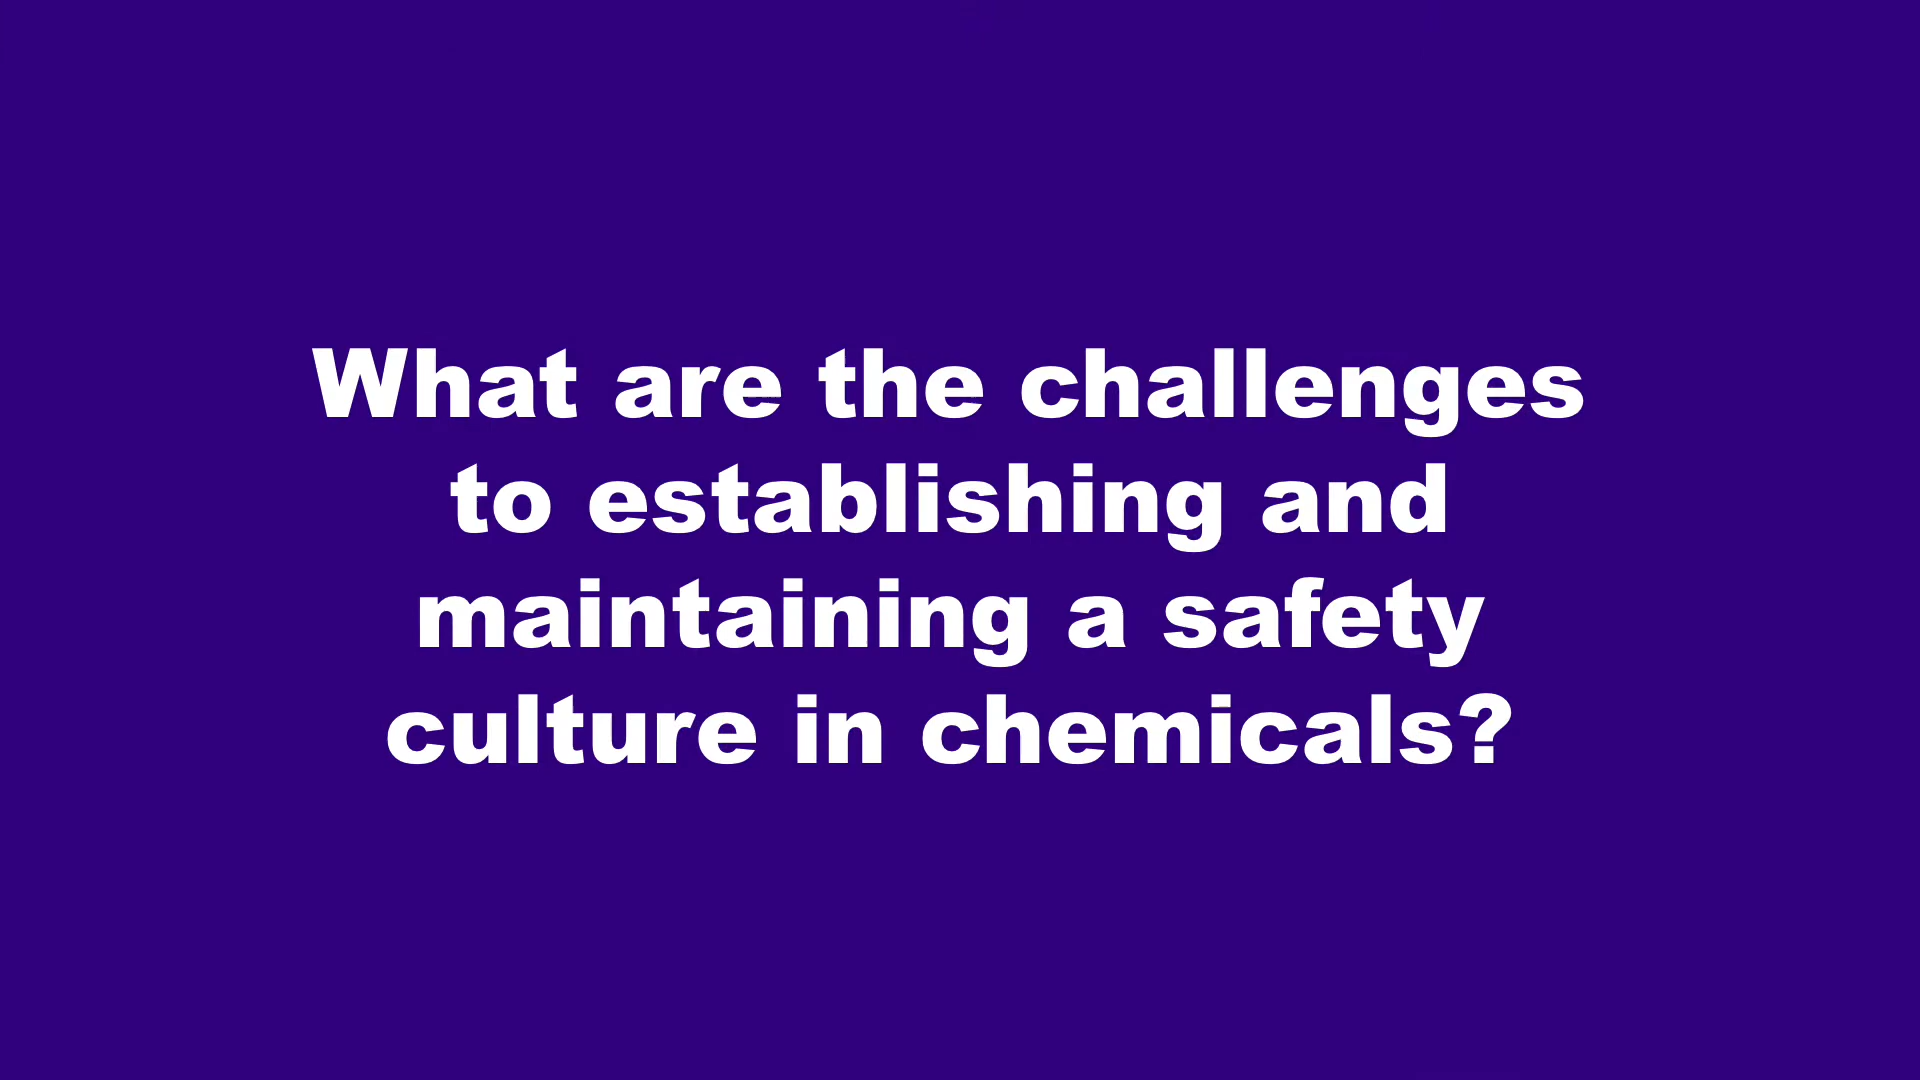 What are the challenges
to establishing and
maintaining a safety
culture in chemicals?